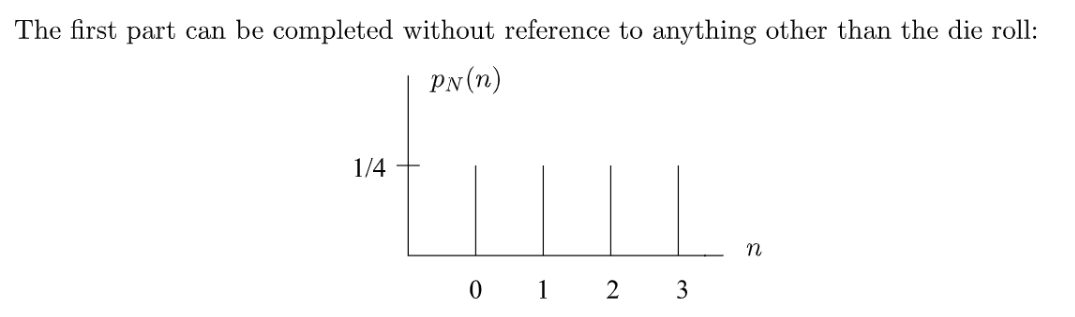 The first part can be completed without reference to anything other than the die roll:
p_N(n)
1/4
n
0 1 2 3